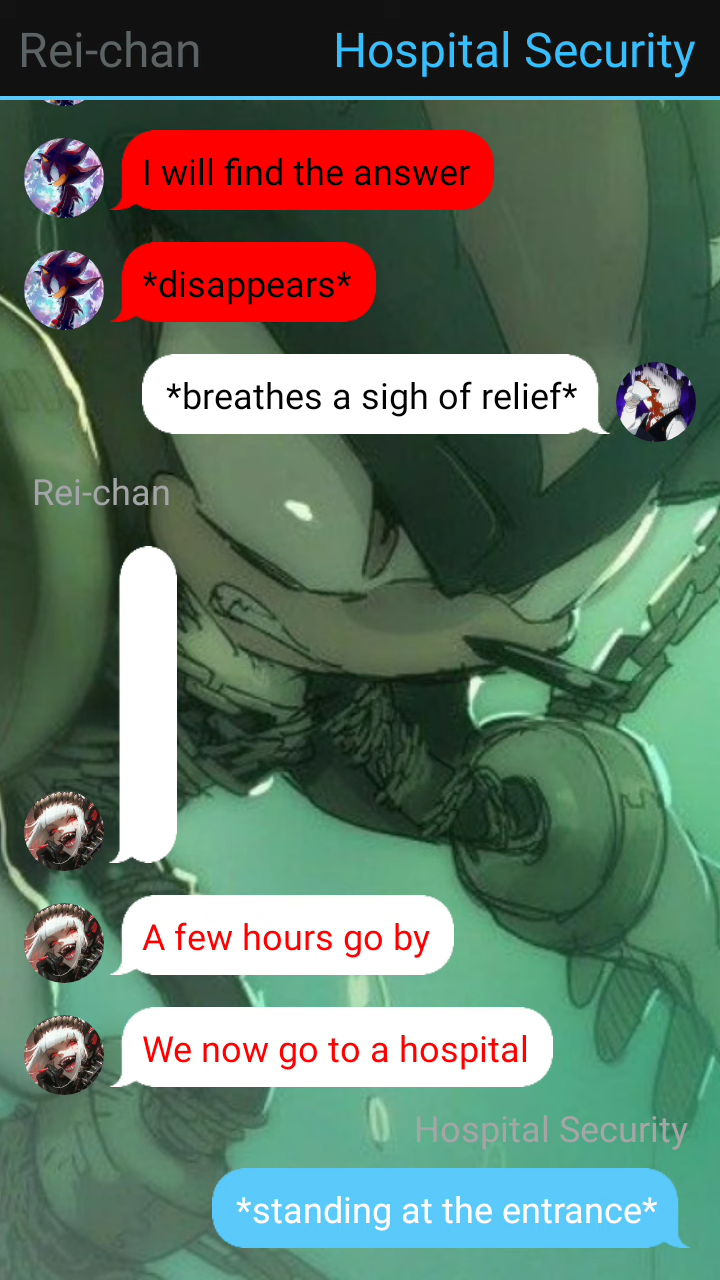 Rei-chan
Hospital Security
I will find the answer
*disappears*
*breathes a sigh of relief*
Rei-chan
A few hours go by
We now go to a hospital
Hospital Security
*standing at the entrance*